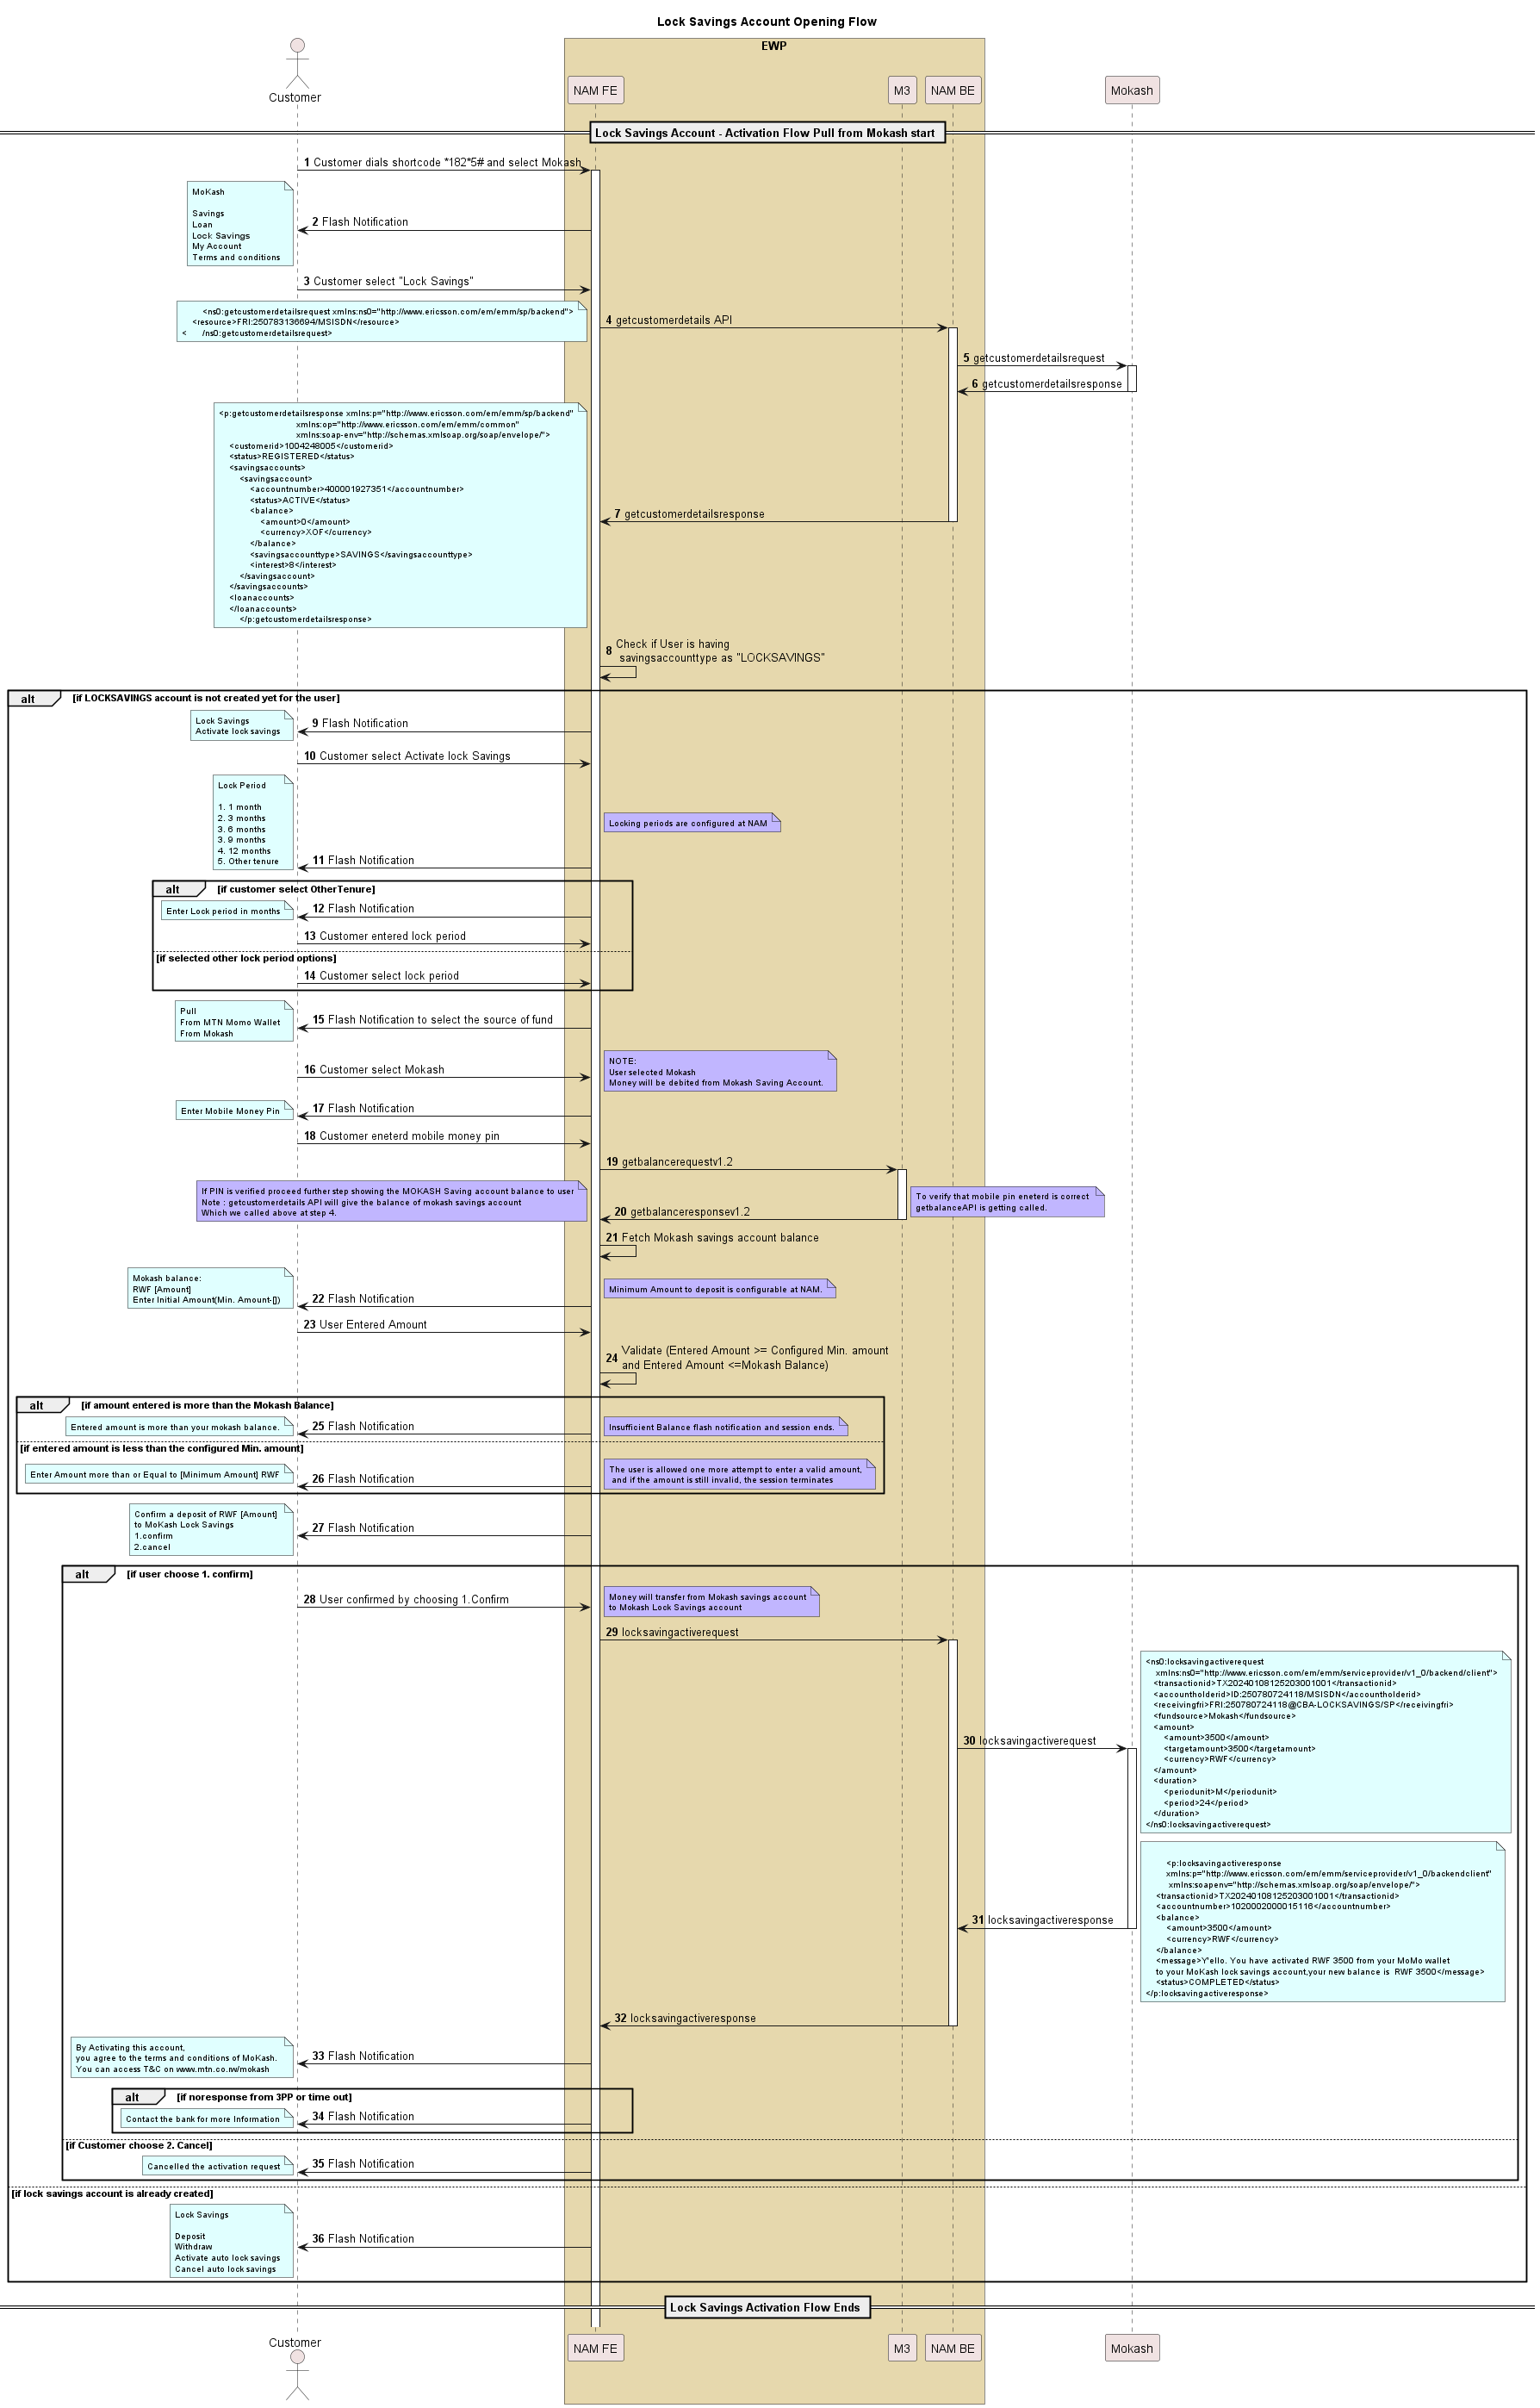 Lock Savings Account Opening Flow
EWP
Customer
NAM FE
M3
NAM BE
Mokash
Lock Savings Account - Activation Flow Pull from Mokash start
1 Customer dials shortcode *182*5# and select Mokash
MoKash
Savings
Loan
Lock Savings
My Account
Terms and conditions
2 Flash Notification
3 Customer select "Lock Savings"
<ns0:getcustomerdetailsrequest xmlns:ns0="http://www.ericsson.com/em/emm/sp/backend">
<resource>FRI:250783136694/MSISDN</resource>
< /ns0:getcustomerdetailsrequest>
4 getcustomerdetails API
5 getcustomerdetailsrequest
6 getcustomerdetailsresponse
<p:getcustomerdetailsresponse xmlns:p="http://www.ericsson.com/em/emm/sp/backend"
xmlns:op="http://www.ericsson.com/em/emm/common"
xmlns:soap-env="http://schemas.xmlsoap.org/soap/envelope/">
<customerid>1004248005</customerid>
<status>REGISTERED</status>
<savingsaccounts>
<savingsaccount>
<accountnumber>400001927351</accountnumber>
<status>ACTIVE</status>
<balance>
<amount>0</amount>
<currency>XOF</currency>
</balance>
<savingsaccounttype>SAVINGS</savingsaccounttype>
<interest>8</interest>
</savingsaccount>
</savingsaccounts>
<loanaccounts>
</loanaccounts>
</p:getcustomerdetailsresponse>
7 getcustomerdetailsresponse
8 Check if User is having
savingsaccounttype as "LOCKSAVINGS"
alt [if LOCKSAVINGS account is not created yet for the user]
Lock Savings
Activate lock savings
9 Flash Notification
10 Customer select Activate lock Savings
Lock Period
1. 1 month
2. 3 months
3. 6 months
3. 9 months
4. 12 months
5. Other tenure
Locking periods are configured at NAM
11 Flash Notification
alt [if customer select OtherTenure]
Enter Lock period in months
12 Flash Notification
13 Customer entered lock period
[if selected other lock period options]
14 Customer select lock period
Pull
From MTN Momo Wallet
From Mokash
15 Flash Notification to select the source of fund
16 Customer select Mokash
NOTE:
User selected Mokash
Money will be debited from Mokash Saving Account.
Enter Mobile Money Pin
17 Flash Notification
18 Customer eneterd mobile money pin
19 getbalancerequestv1.2
If PIN is verified proceed further step showing the MOKASH Saving account balance to user
Note : getcustomerdetails API will give the balance of mokash savings account
Which we called above at step 4.
20 getbalanceresponsev1.2
To verify that mobile pin eneterd is correct
getbalanceAPI is getting called.
21 Fetch Mokash savings account balance
Mokash balance:
RWF [Amount]
Enter Initial Amount(Min. Amount-[])
22 Flash Notification
Minimum Amount to deposit is configurable at NAM.
23 User Entered Amount
24 Validate (Entered Amount >= Configured Min. amount
and Entered Amount <=Mokash Balance)
alt [if amount entered is more than the Mokash Balance]
Entered amount is more than your mokash balance.
25 Flash Notification
Insufficient Balance flash notification and session ends.
[if entered amount is less than the configured Min. amount]
Enter Amount more than or Equal to [Minimum Amount] RWF
26 Flash Notification
The user is allowed one more attempt to enter a valid amount,
and if the amount is still invalid, the session terminates
Confirm a deposit of RWF [Amount]
to MoKash Lock Savings
1.confirm
2.cancel
27 Flash Notification
alt [if user choose 1. confirm]
28 User confirmed by choosing 1.Confirm
Money will transfer from Mokash savings account
to Mokash Lock Savings account
29 locksavingactiverequest
30 locksavingactiverequest
<ns0:locksavingactiverequest
xmlns:ns0="http://www.ericsson.com/em/emm/serviceprovider/v1_0/backend/client">
<transactionid>TX20240108125203001001</transactionid>
<accountholderid>ID:250780724118/MSISDN</accountholderid>
<receivingfri>FRI:250780724118@CBA-LOCKSAVINGS/SP</receivingfri>
<fundsource>Mokash</fundsource>
<amount>
<amount>3500</amount>
<targetamount>3500</targetamount>
<currency>RWF</currency>
</amount>
<duration>
<periodunit>M</periodunit>
<period>24</period>
</duration>
</ns0:locksavingactiverequest>
31 locksavingactiveresponse
<p:locksavingactiveresponse
xmlns:p="http://www.ericsson.com/em/emm/serviceprovider/v1_0/backendclient"
xmlns:soapenv="http://schemas.xmlsoap.org/soap/envelope/">
<transactionid>TX20240108125203001001</transactionid>
<accountnumber>1020002000015116</accountnumber>
<balance>
<amount>3500</amount>
<currency>RWF</currency>
</balance>
<message>Y'ello. You have activated RWF 3500 from your MoMo wallet
to your MoKash lock savings account,your new balance is RWF 3500</message>
<status>COMPLETED</status>
</p:locksavingactiveresponse>
32 locksavingactiveresponse
By Activating this account,
you agree to the terms and conditions of MoKash.
You can access T&C on www.mtn.co.rw/mokash
33 Flash Notification
alt [if noresponse from 3PP or time out]
Contact the bank for more Information
34 Flash Notification
[if Customer choose 2. Cancel]
Cancelled the activation request
35 Flash Notification
[if lock savings account is already created]
Lock Savings
Deposit
Withdraw
Activate auto lock savings
Cancel auto lock savings
36 Flash Notification
Lock Savings Activation Flow Ends
Customer
NAM FE
M3
NAM BE
Mokash